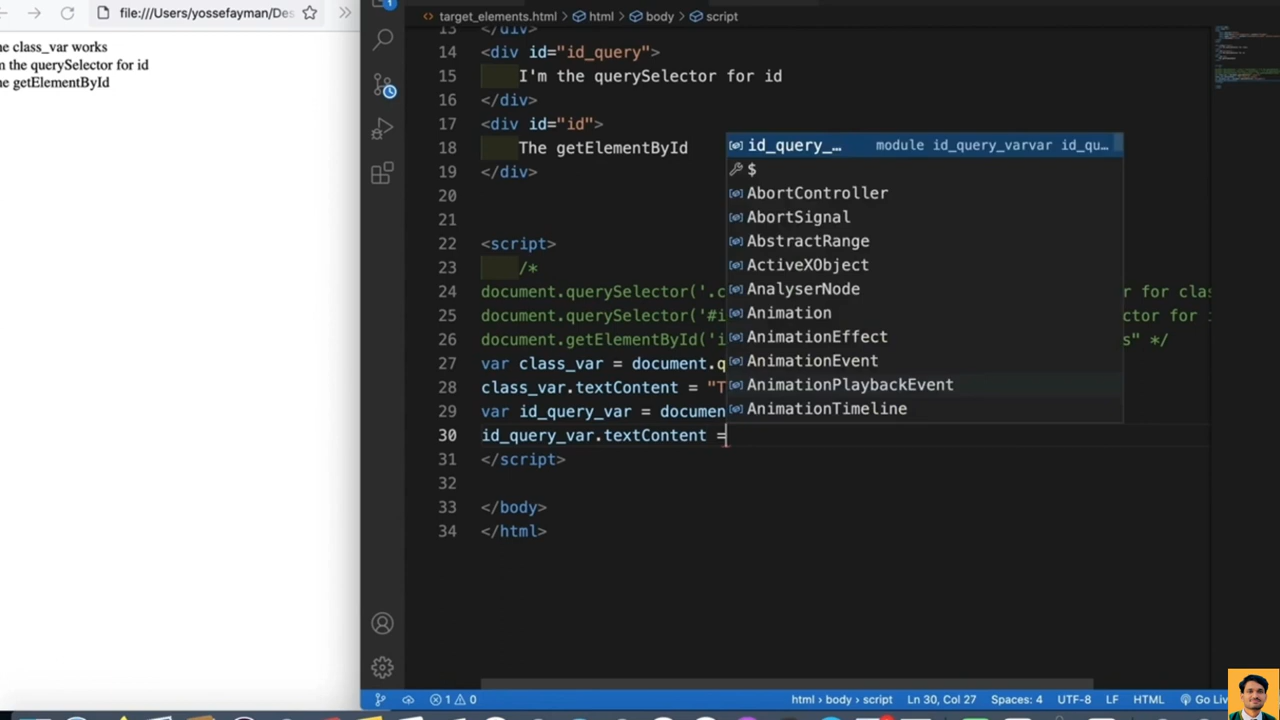 file:///Users/yossefayman/Des
ne class_var works
n the querySelector for id
ne getElementById
1
target_elements.html > html > body > script
13 </div>
14 <div id="id_query">
15 I'm the querySelector for id
16 </div>
17 <div id="id">
18 The getElementById
19 </div>
20
21
22 <script>
23 /*
24 document.querySelector('.c r for clas
25 document.querySelector('#i ctor for i
26 document.getElementById('i s" */
27 var class_var = document.q
28 class_var.textContent = "T
29 var id_query_var = documen
30 id_query_var.textContent =
31 </script>
32
33 </body>
34 </html>
id_query_… module id_query_varvar id_qu…
$
AbortController
AbortSignal
AbstractRange
ActiveXObject
AnalyserNode
Animation
AnimationEffect
AnimationEvent
AnimationPlaybackEvent
AnimationTimeline
1 0 html > body > script Ln 30, Col 27 Spaces: 4 UTF-8 LF HTML Go Liv